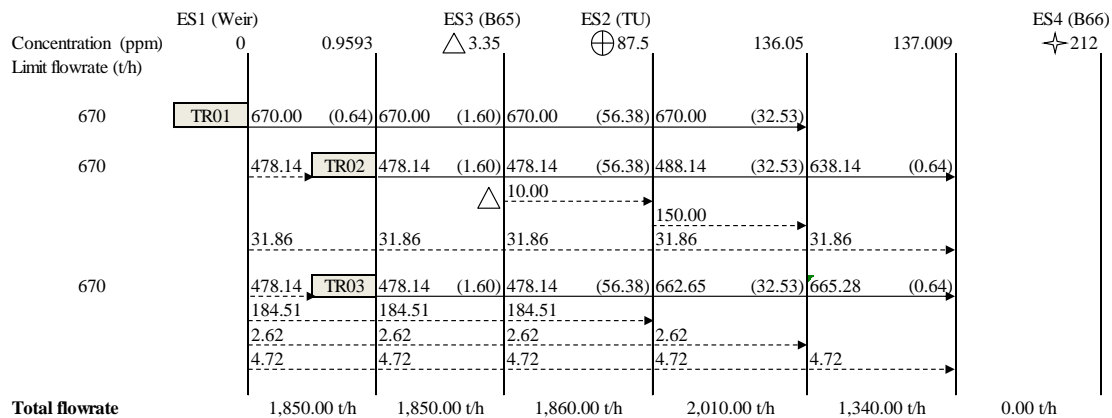 ES1 (Weir) ES3 (B65) ES2 (TU) ES4 (B66)
Concentration (ppm) 0 0.9593 3.35 87.5 136.05 137.009 212
Limit flowrate (t/h)
670 TR01 670.00 (0.64) 670.00 (1.60) 670.00 (56.38) 670.00 (32.53)
670 478.14 TR02 478.14 (1.60) 478.14 (56.38) 488.14 (32.53) 638.14 (0.64)
10.00
150.00
31.86 31.86 31.86 31.86 31.86
670 478.14 TR03 478.14 (1.60) 478.14 (56.38) 662.65 (32.53) 665.28 (0.64)
184.51 184.51 184.51
2.62 2.62 2.62 2.62
4.72 4.72 4.72 4.72 4.72
Total flowrate 1,850.00 t/h 1,850.00 t/h 1,860.00 t/h 2,010.00 t/h 1,340.00 t/h 0.00 t/h